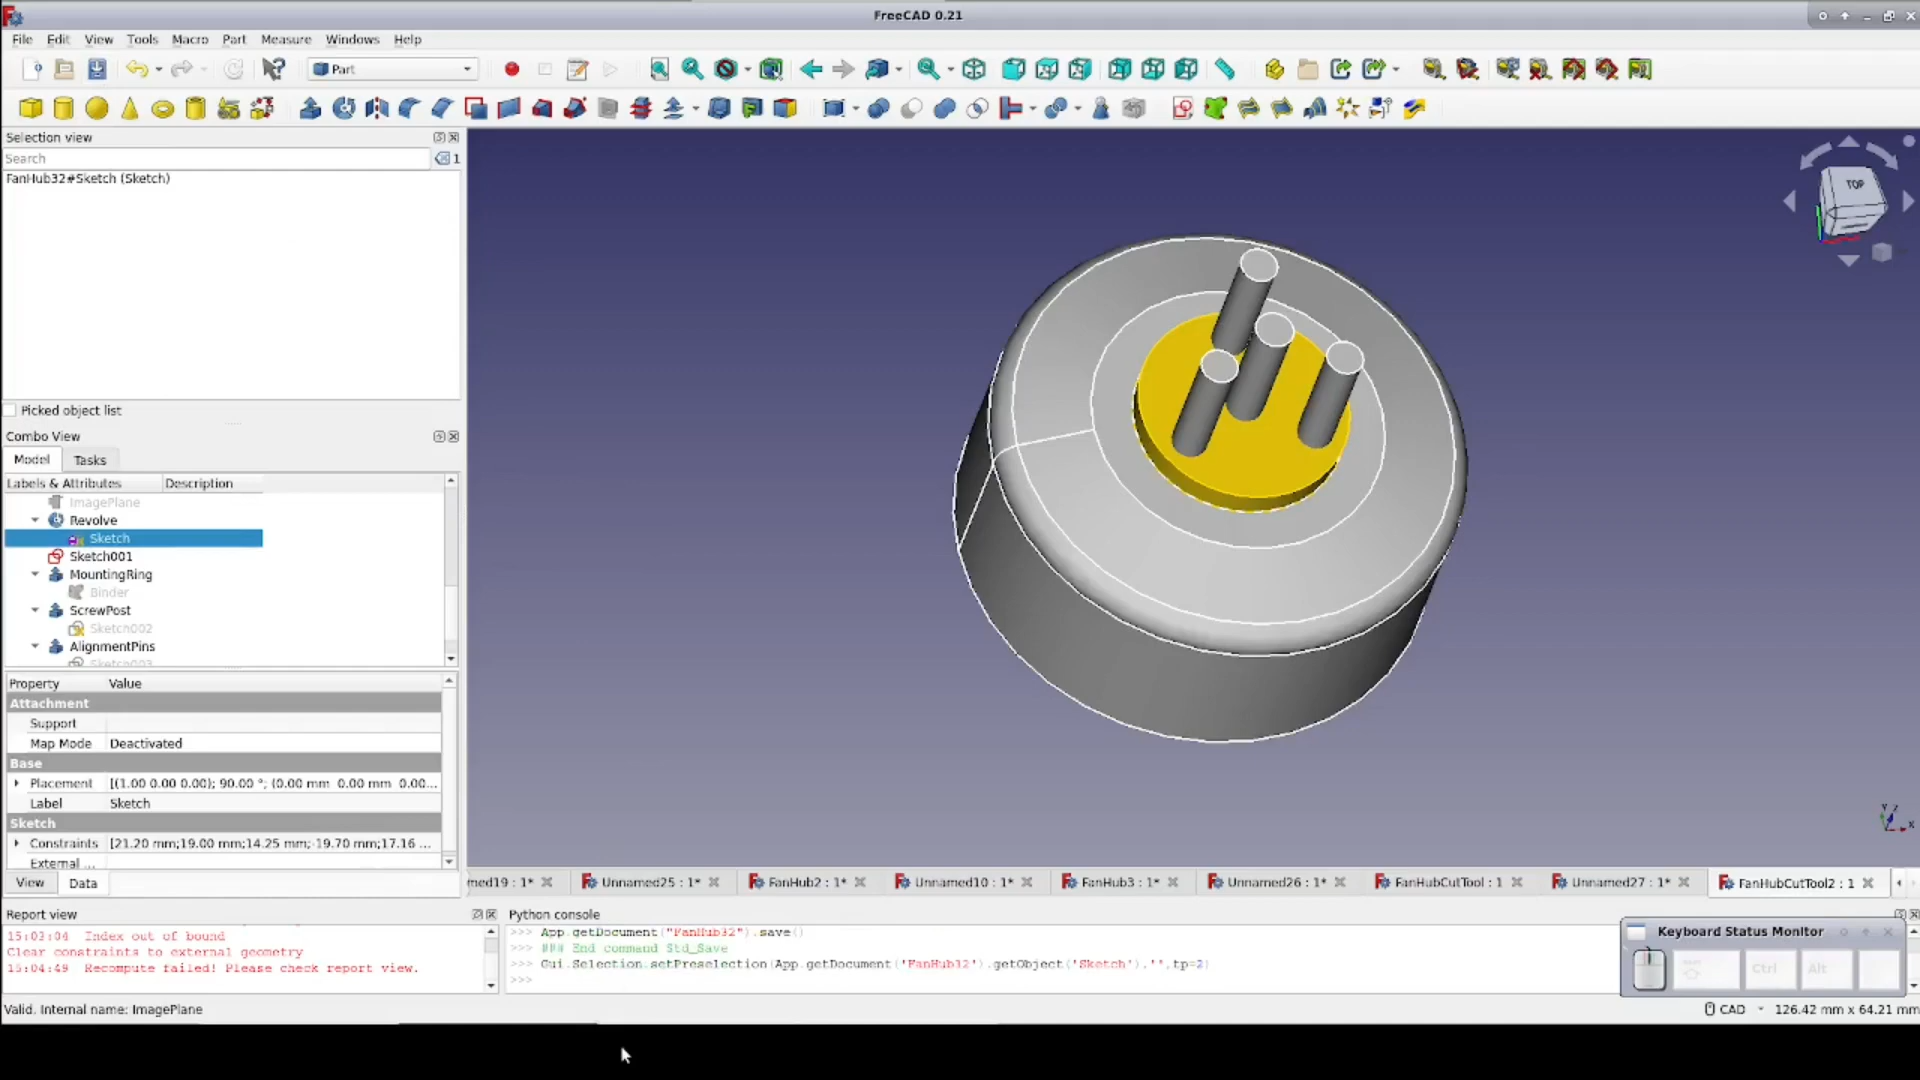 FreeCAD 0.21
File Edit View Tools Macro Part Measure Windows Help
Part
Selection view
Search
1
FanHub32#Sketch (Sketch)
TOP
Picked object list
Combo View
Model Tasks
Labels & Attributes Description
ImagePlane
Revolve
Sketch
Sketch001
MountingRing
Binder
ScrewPost
Sketch002
AlignmentPins
Sketch003
Property Value
Attachment
Support
Map Mode Deactivated
Base
Placement [(1.00 0.00 0.00); 90.00 °; (0.00 mm 0.00 mm 0.00...
Label Sketch
Sketch
Constraints [21.20 mm;19.00 mm;14.25 mm;-19.70 mm;17.16 ...
External ...
View Data
med19 : 1* Unnamed25 : 1* FanHub2 : 1* Unnamed10 : 1* FanHub3 : 1* Unnamed26 : 1* FanHubCutTool : 1 Unnamed27 : 1* FanHubCutTool2 : 1
Report view
15:03:04 Index out of bound
Clear constraints to external geometry
15:04:49 Recompute failed! Please check report view.
Python console
>>> App.getDocument("FanHub32").save()
>>> ### End command Std_Save
>>> Gui.Selection.setPreselection(App.getDocument('FanHub32').getObject('Sketch'),'',tp=2)
>>>
Keyboard Status Monitor
Ctrl Alt
Valid. Internal name: ImagePlane
CAD 126.42 mm x 64.21 mm
Y Z X